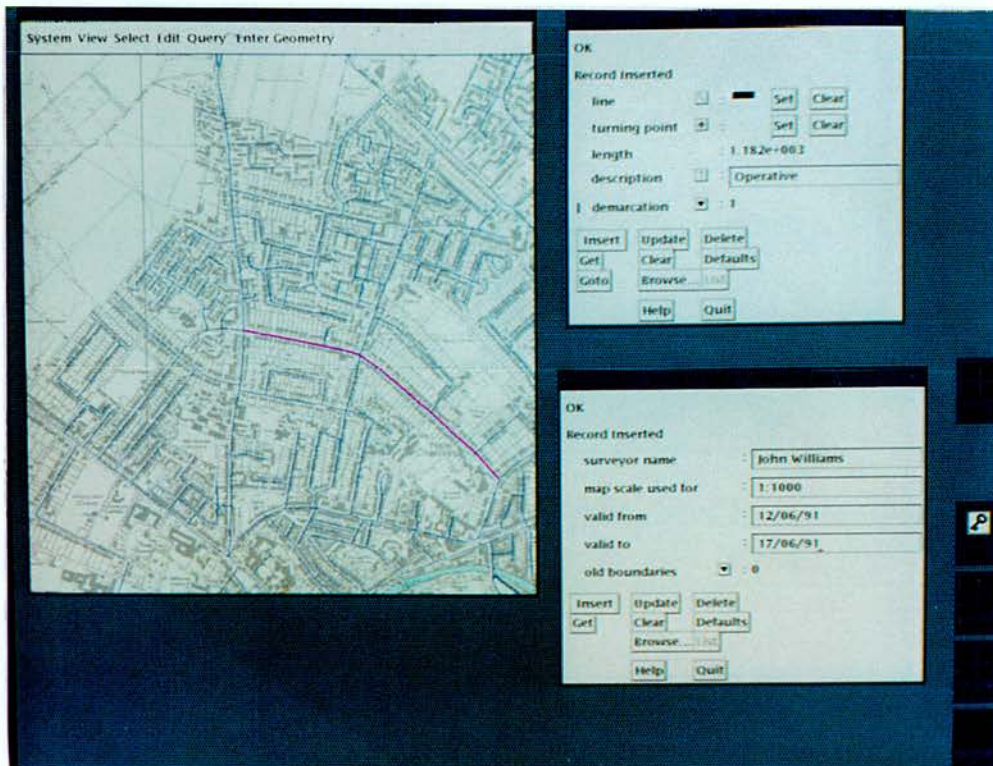 System View Select Edit Query Enter Geometry
OK
Record Inserted
line : Set Clear
turning point + : Set Clear
length : 1.182e+003
description : Operative
demarcation : 1
Insert Update Delete
Get Clear Defaults
Goto Browse... List
Help Quit
OK
Record Inserted
surveyor name : John Williams
map scale used for : 1:1000
valid from : 12/06/91
valid to : 17/06/91
old boundaries : 0
Insert Update Delete
Get Clear Defaults
Browse... List
Help Quit